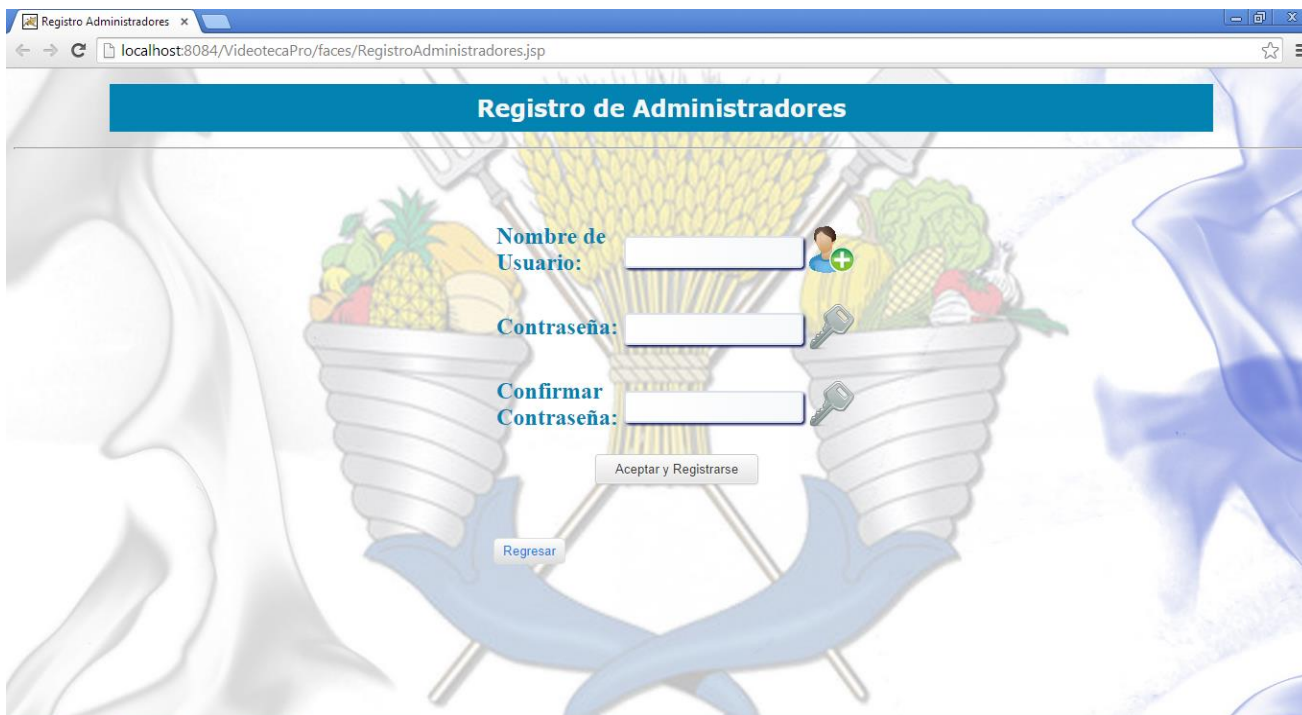 Registro Administradores
localhost:8084/VideotecaPro/faces/RegistroAdministradores.jsp
Registro de Administradores
Nombre de
Usuario:
Contraseña:
Confirmar
Contraseña:
Aceptar y Registrarse
Regresar